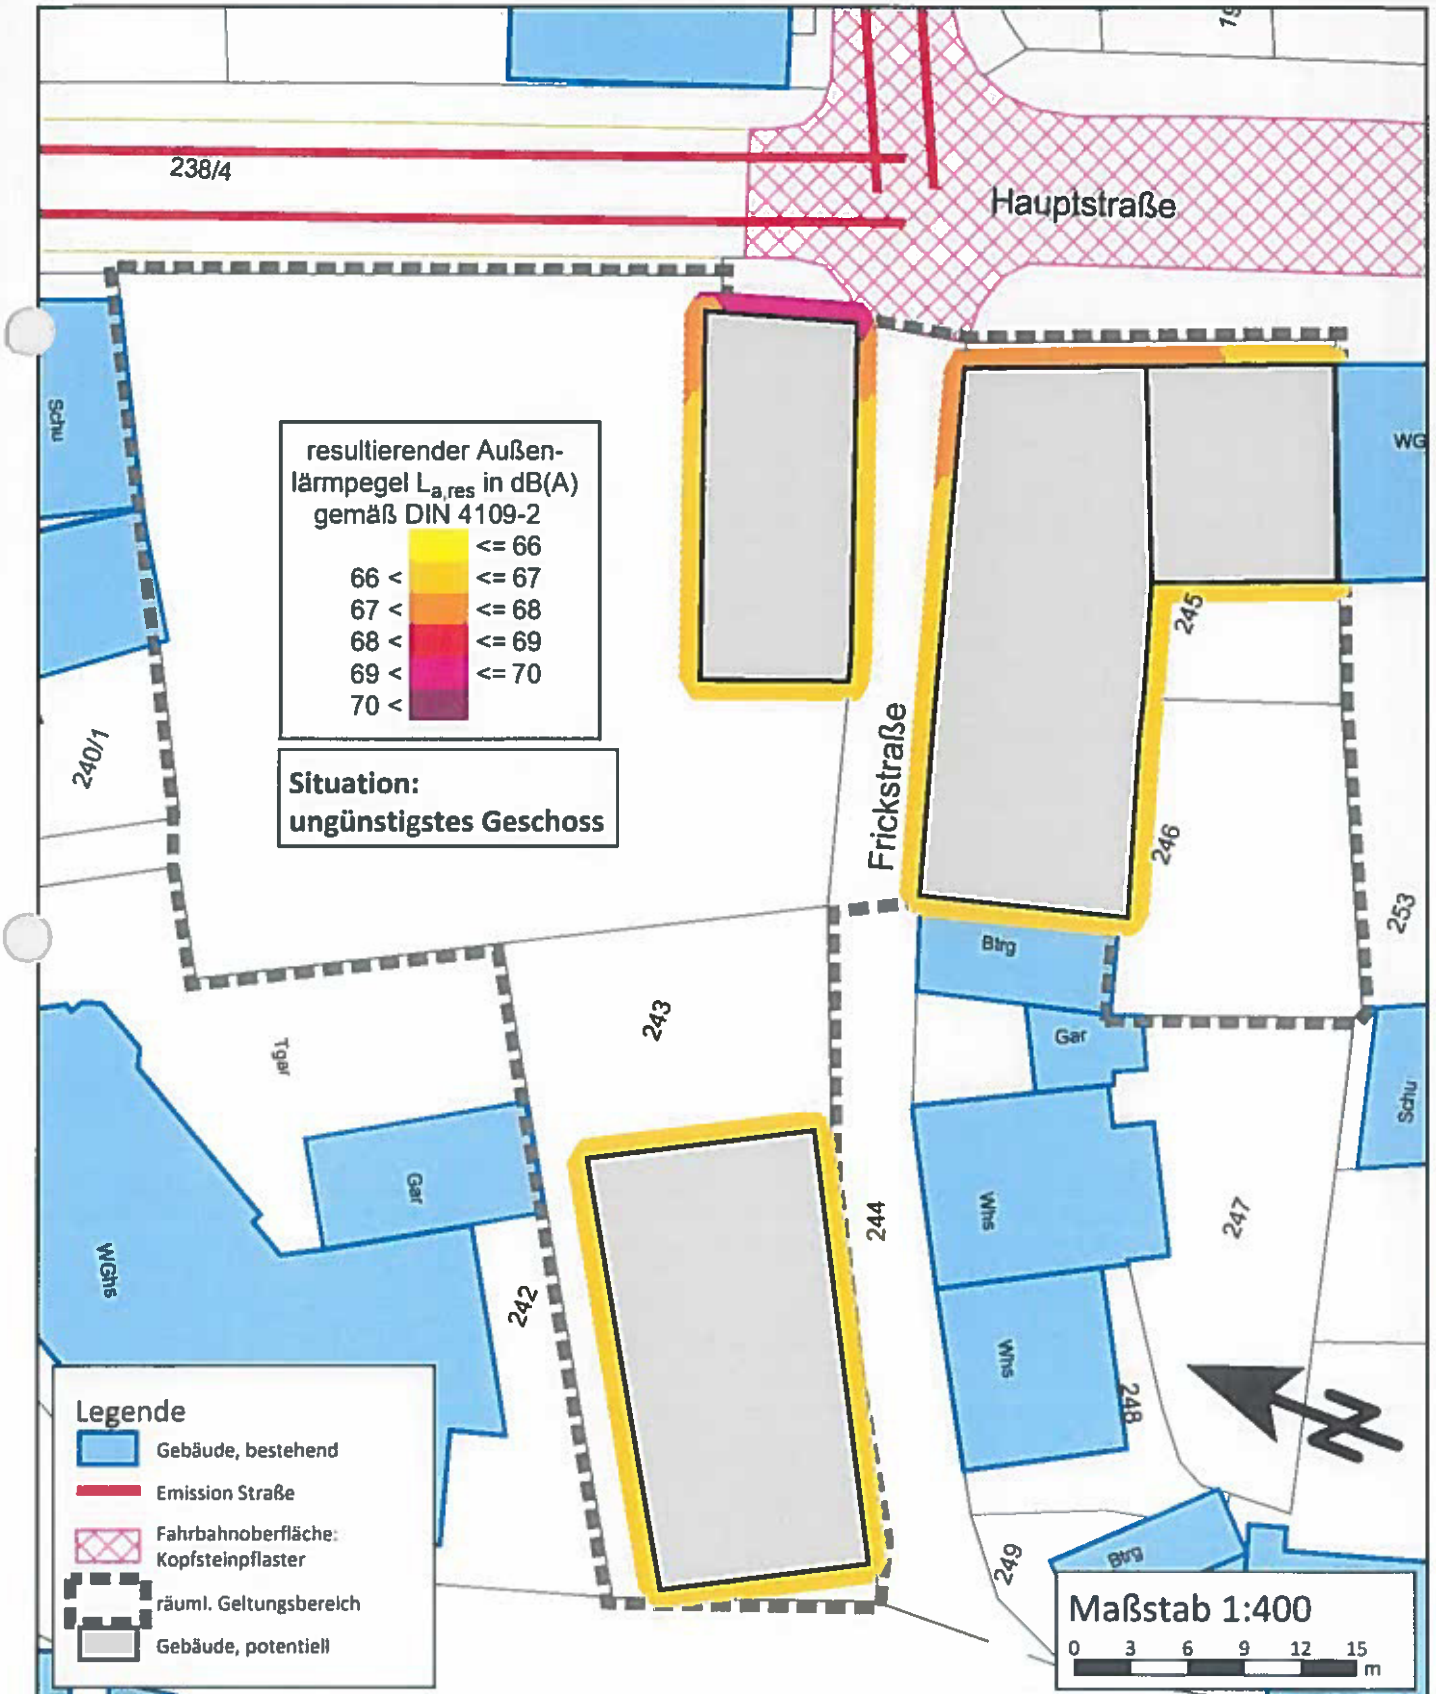 19
238/4
Hauptstraße
Schu
WG
resultierender Außen-
lärmpegel La,res in dB(A)
gemäß DIN 4109-2
<= 66
66 < <= 67
67 < <= 68
68 < <= 69
69 < <= 70
70 <
245
240/1
Situation:
ungünstigstes Geschoss
Frickstraße
246
253
Btrg
243
Gar
Tgar
Schu
Gar
244
Whs
247
WGhs
242
Whs
248
Legende
Gebäude, bestehend
Emission Straße
Fahrbahnoberfläche:
Kopfsteinpflaster
räuml. Geltungsbereich
Gebäude, potentiell
249
Btrg
Maßstab 1:400
0 3 6 9 12 15
m